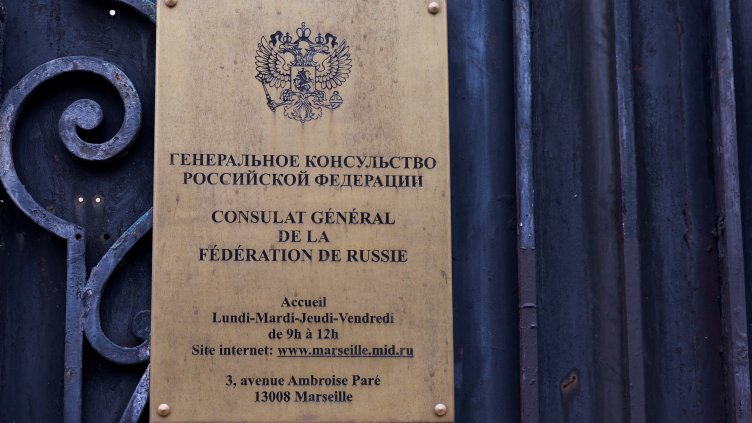 ГЕНЕРАЛЬНОЕ КОНСУЛЬСТВО
РОССИЙСКОЙ ФЕДЕРАЦИИ
CONSULAT GÉNÉRAL
DE LA
FÉDÉRATION DE RUSSIE
Accueil
Lundi-Mardi-Jeudi-Vendredi
de 9h à 12h
Site internet: www.marseille.mid.ru
3, avenue Ambroise Paré
13008 Marseille